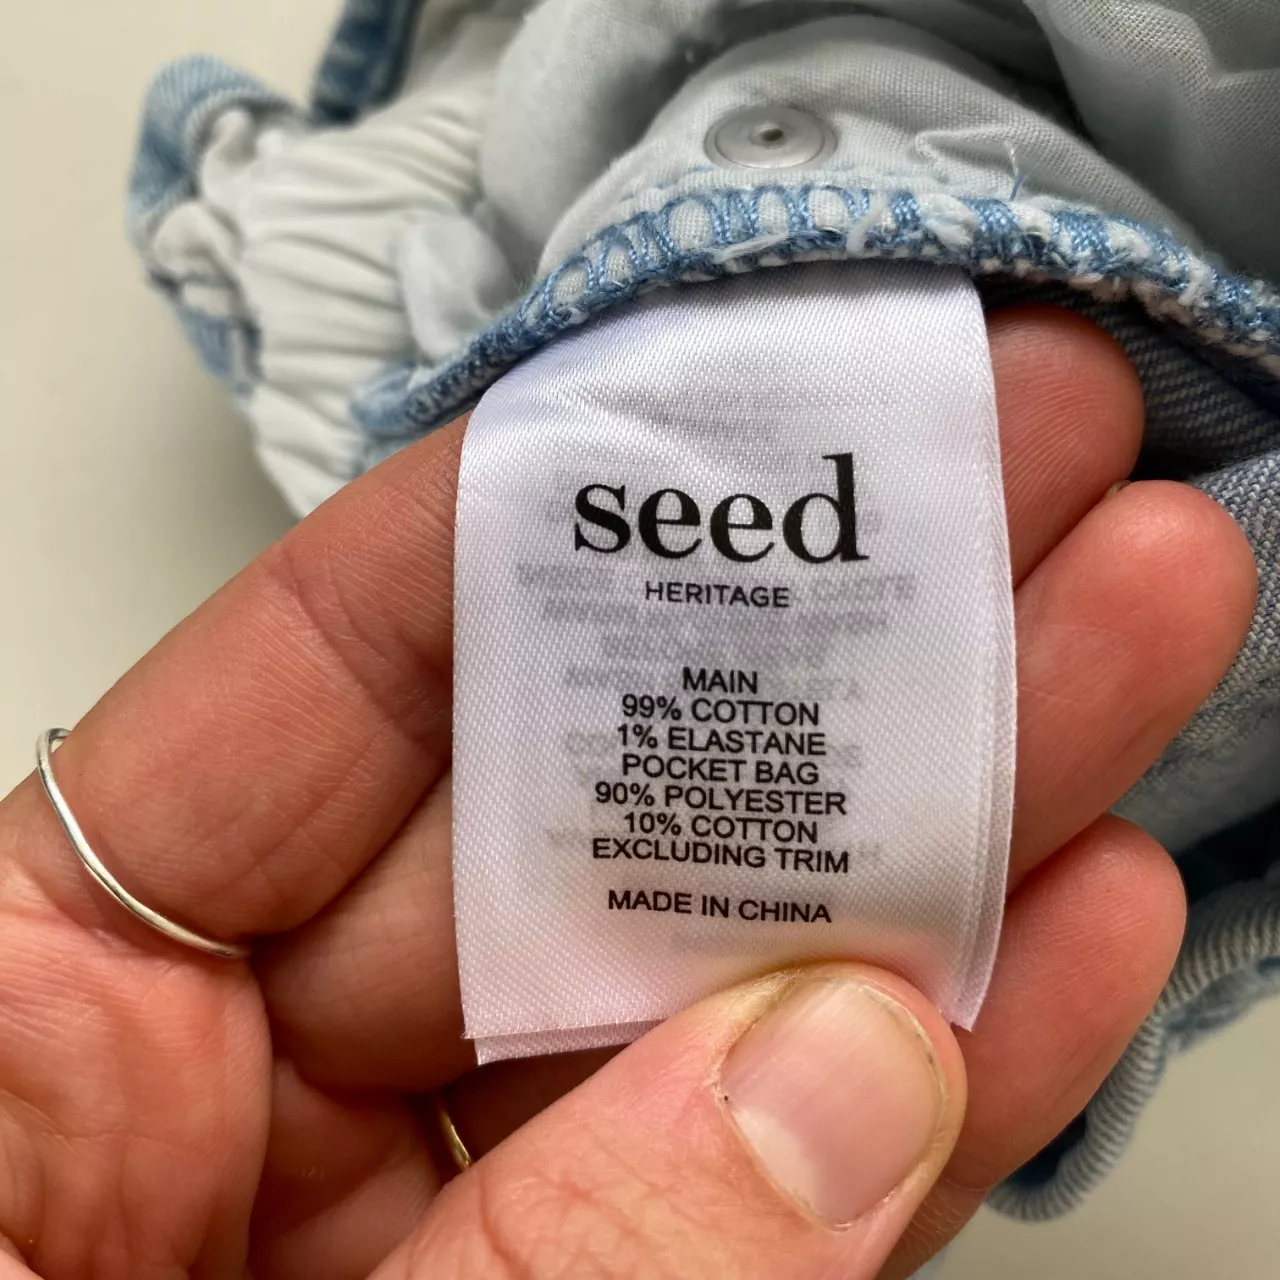 seed
HERITAGE
MAIN
99% COTTON
1% ELASTANE
POCKET BAG
90% POLYESTER
10% COTTON
EXCLUDING TRIM
MADE IN CHINA